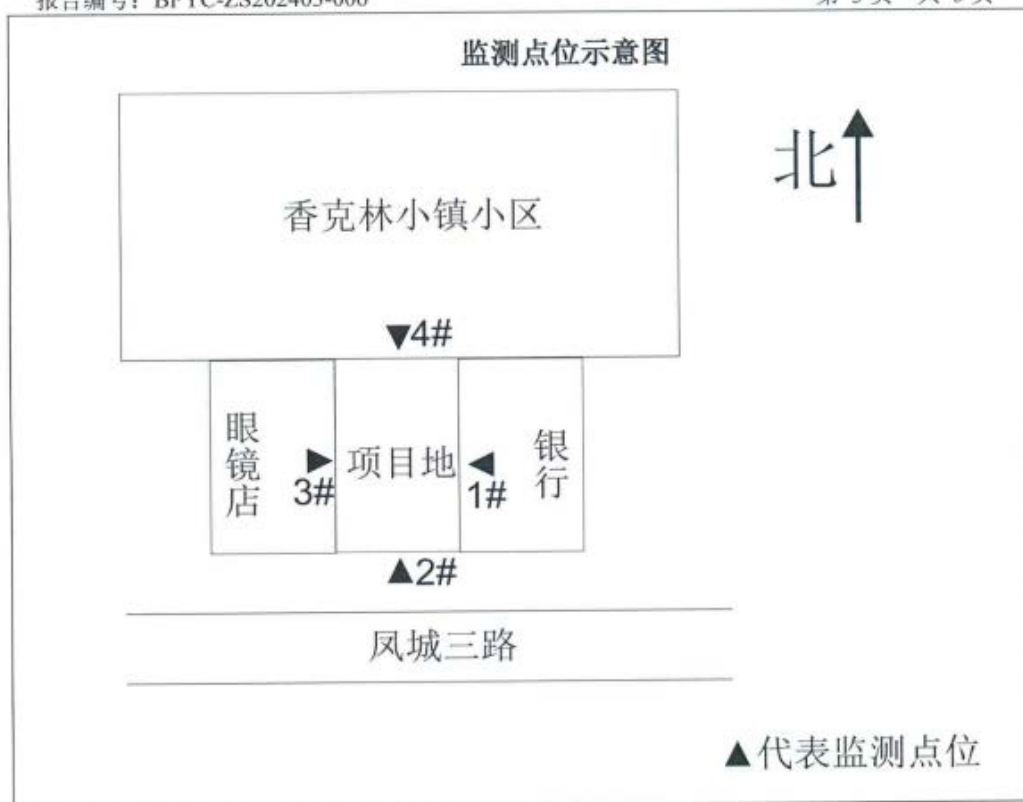 监测点位示意图
北
香克林小镇小区
▼4#
眼镜店
▶
3#
项目地
◀
1#
银行
▲2#
凤城三路
▲代表监测点位